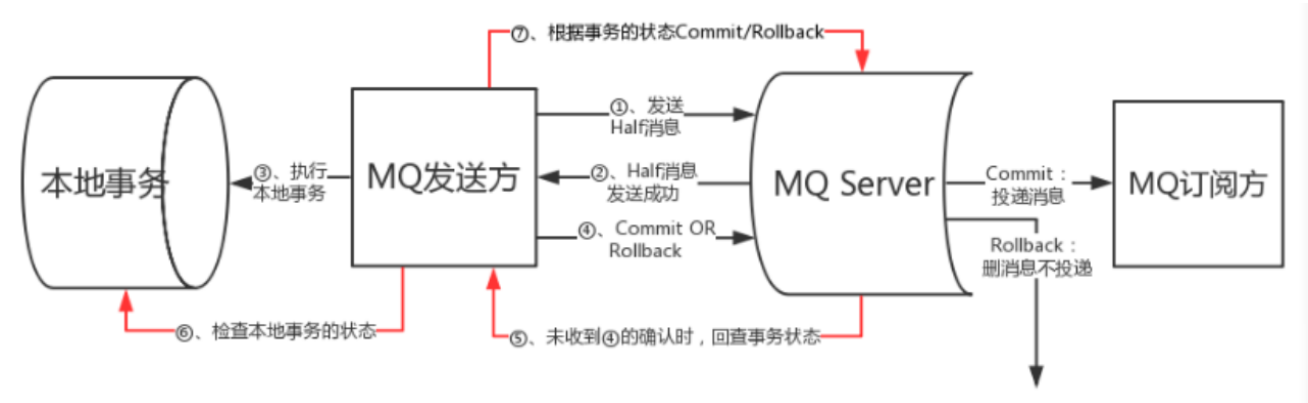 ⑦、根据事务的状态Commit/Rollback
①、发送
Half消息
本地事务
③、执行
本地事务
MQ发送方
②、Half消息
发送成功
MQ Server
Commit：
投递消息
MQ订阅方
④、Commit OR
Rollback
Rollback：
删消息不投递
⑥、检查本地事务的状态
⑤、未收到④的确认时，回查事务状态